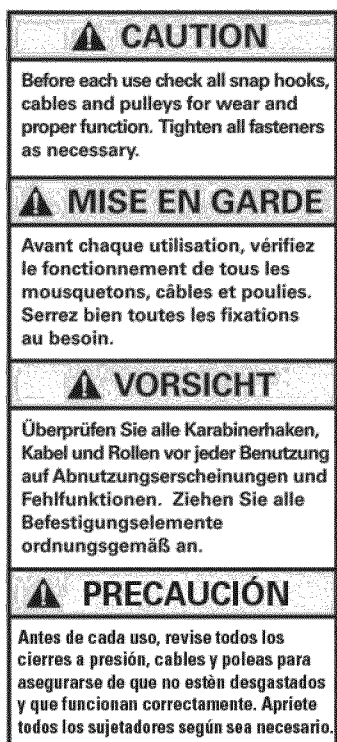 CAUTION
Before each use check all snap hooks,
cables and pulleys for wear and
proper function. Tighten all fasteners
as necessary.
MISE EN GARDE
Avant chaque utilisation, vérifiez
le fonctionnement de tous les
mousquetons, câbles et poulies.
Serrez bien toutes les fixations
au besoin.
VORSICHT
Überprüfen Sie alle Karabinerhaken,
Kabel und Rollen vor jeder Benutzung
auf Abnutzungserscheinungen und
Fehlfunktionen. Ziehen Sie alle
Befestigungselemente
ordnungsgemäß an.
PRECAUCIÓN
Antes de cada uso, revise todos los
cierres a presión, cables y poleas para
asegurarse de que no estèn desgastados
y que funcionan correctamente. Apriete
todos los sujetadores según sea necesario.